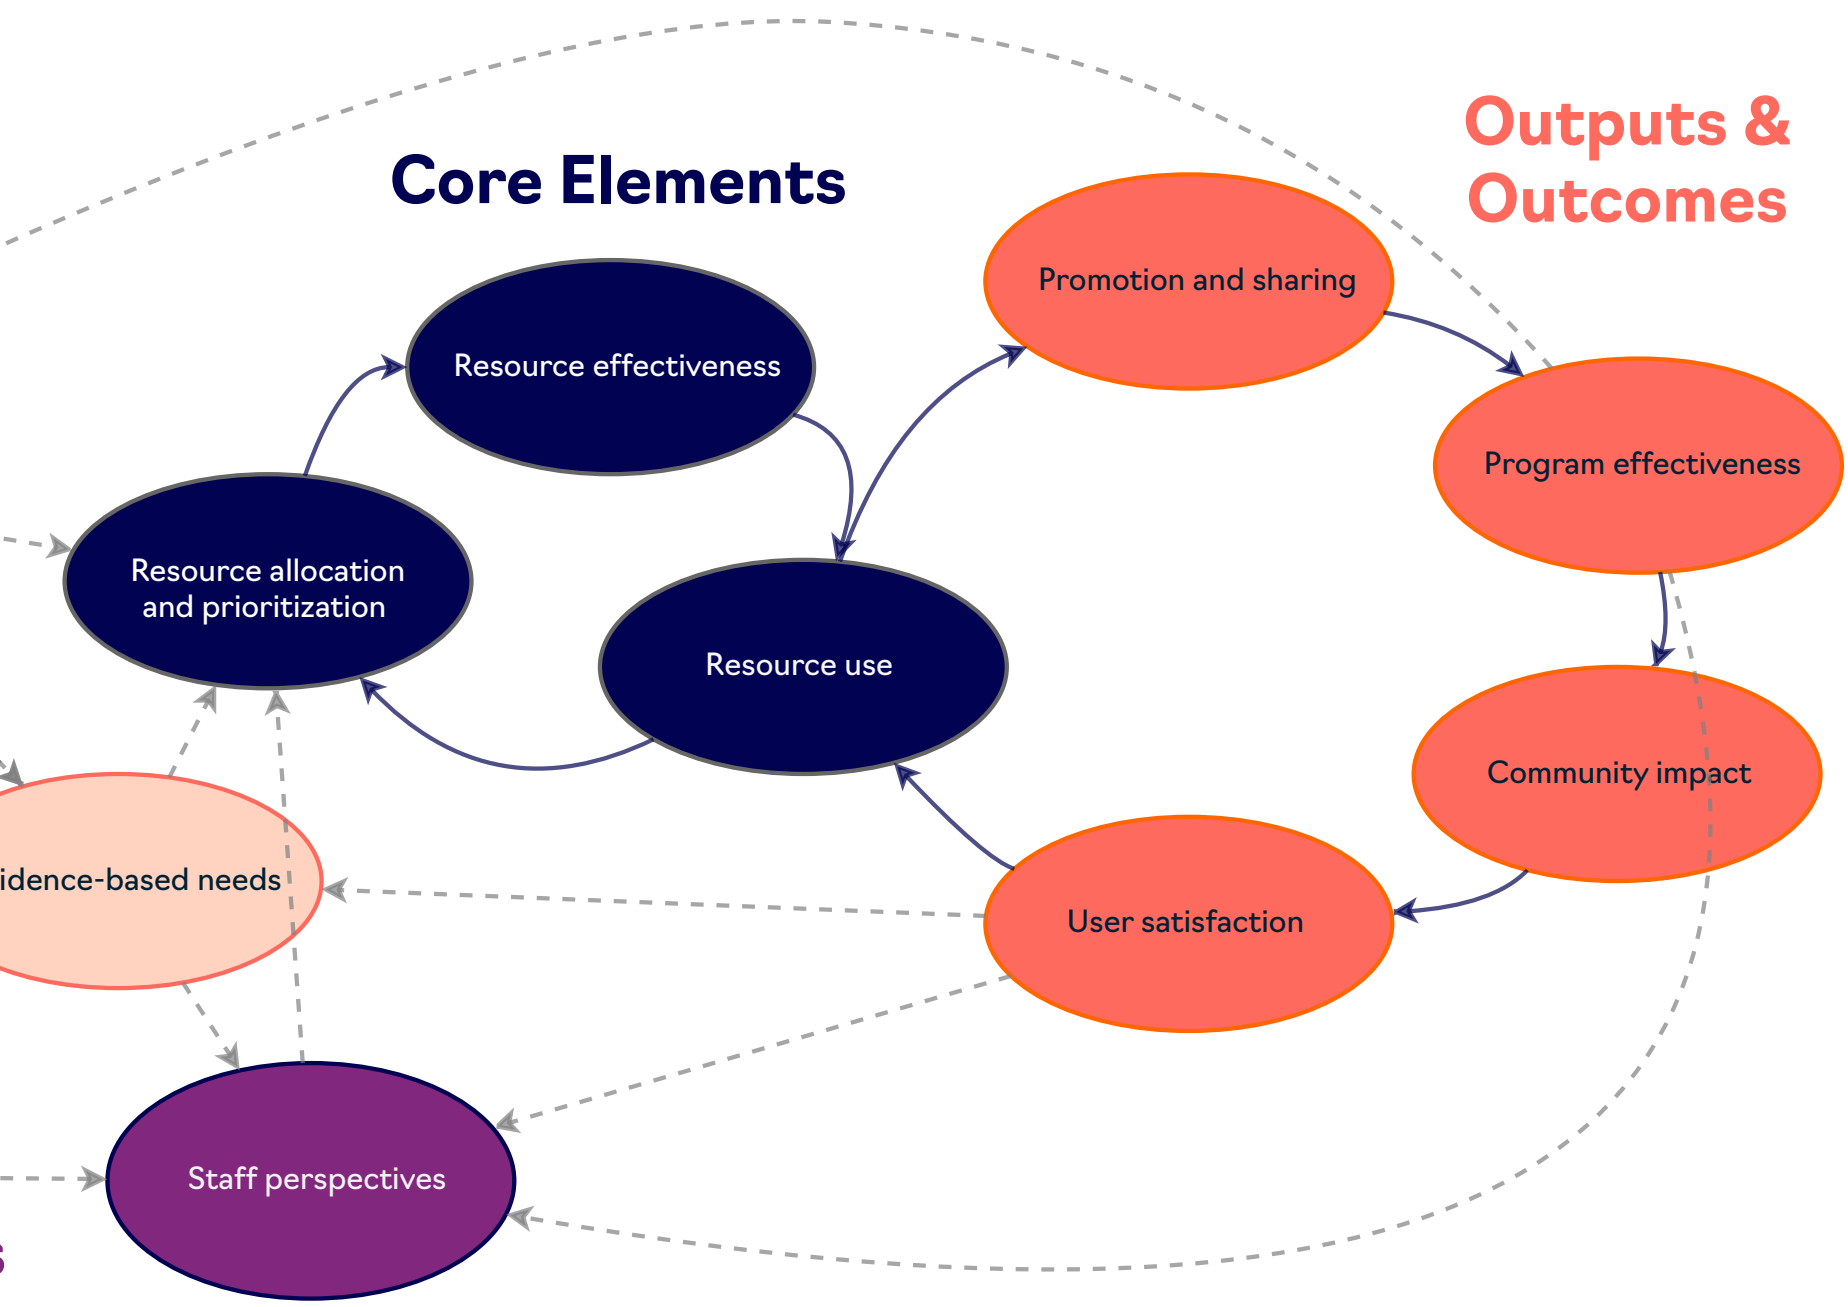 Outputs &
Outcomes
Core Elements
Promotion and sharing
Resource effectiveness
Program effectiveness
Resource allocation
and prioritization
Resource use
Community impact
idence-based needs
User satisfaction
Staff perspectives
s